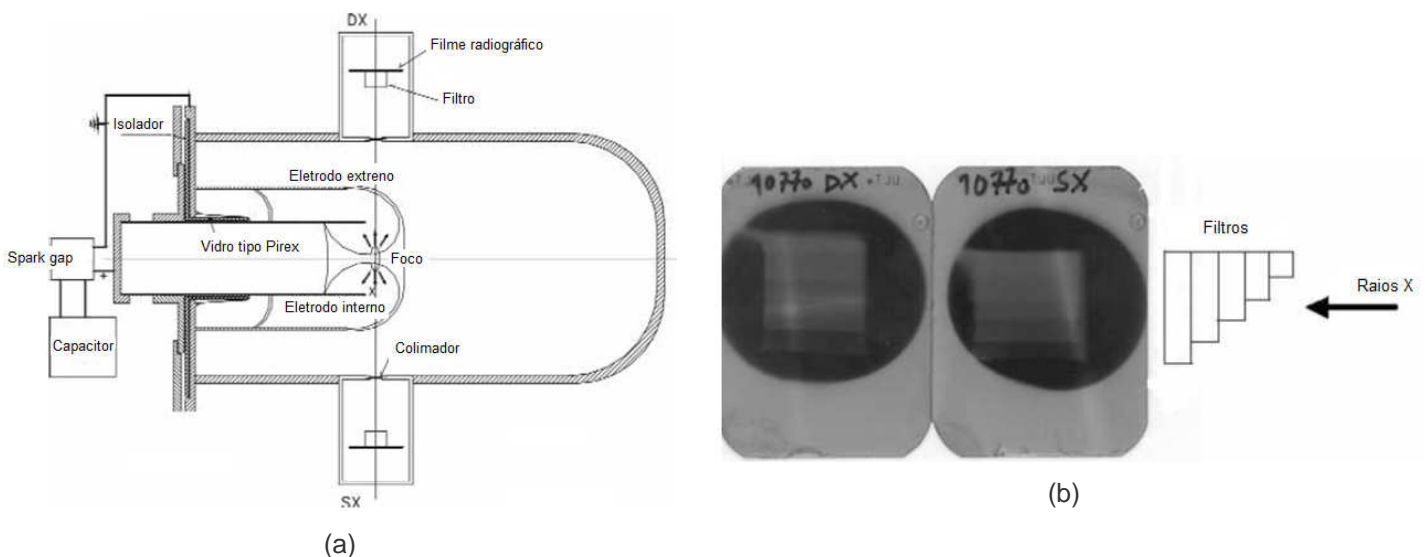 DX
Filme radiográfico
Filtro
Isolador
Eletrodo extreno
Vidro tipo Pirex
Spark gap
+
Foco
X
Eletrodo interno
Capacitor
Colimador
SX
(a)
10770 DX
10770 SX
Filtros
Raios X
(b)